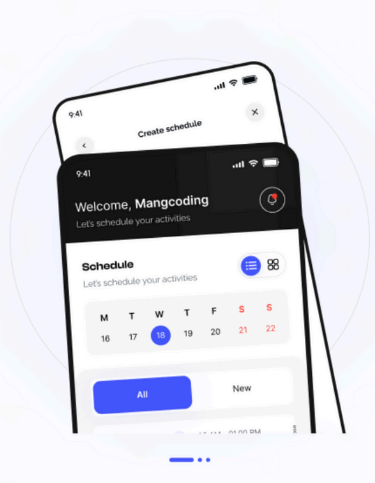 9:41
Create schedule
9:41
Welcome, Mangcoding
Let's schedule your activities
Schedule
Let's schedule your activities
M T W T F S S
16 17 18 19 20 21 22
All New
AM - 01:00 PM